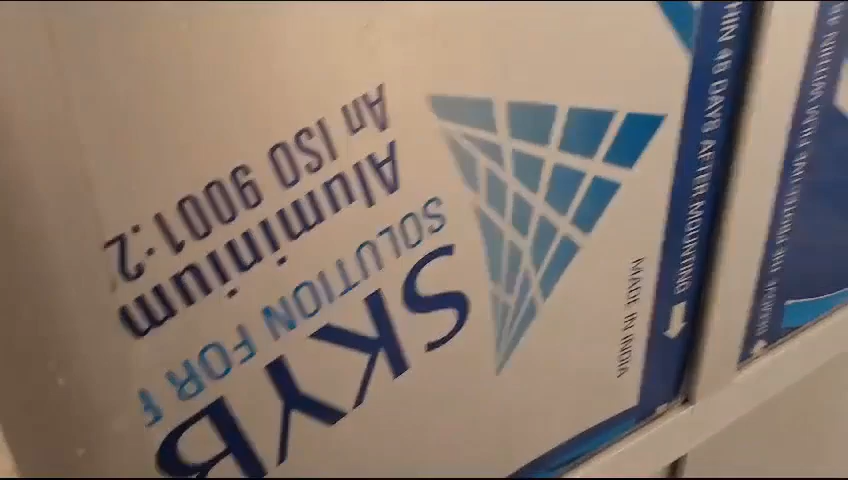 SKYB
SOLUTION FOR F
Aluminium
An ISO 9001:2
MADE IN INDIA
HIN 48 DAYS AFTER MOUNTING